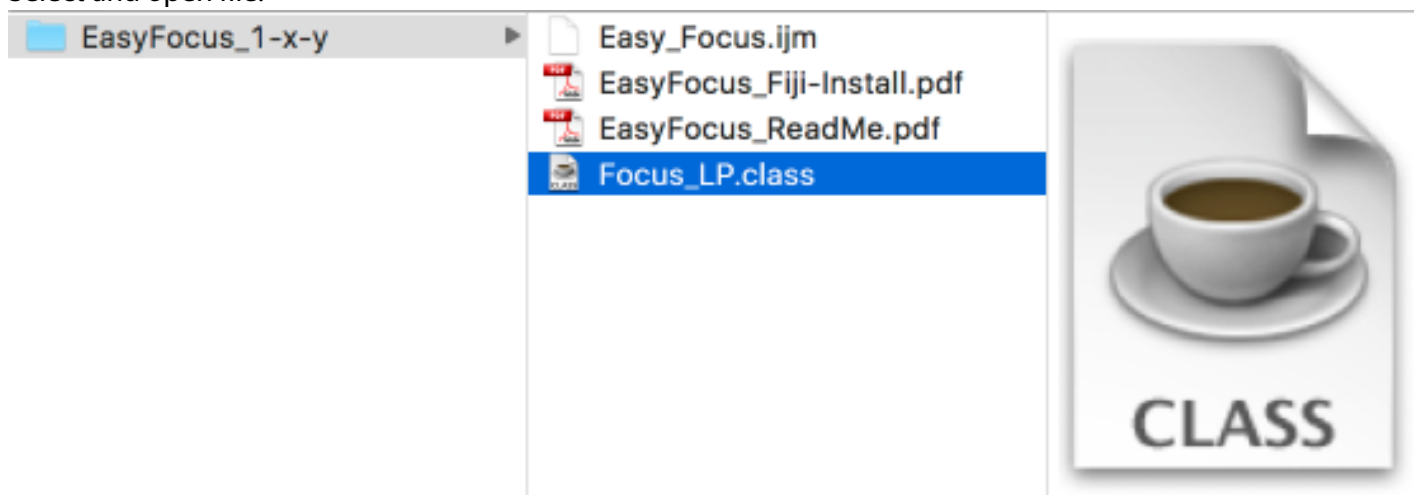 EasyFocus_1-x-y
Easy_Focus.ijm
EasyFocus_Fiji-Install.pdf
EasyFocus_ReadMe.pdf
Focus_LP.class
CLASS